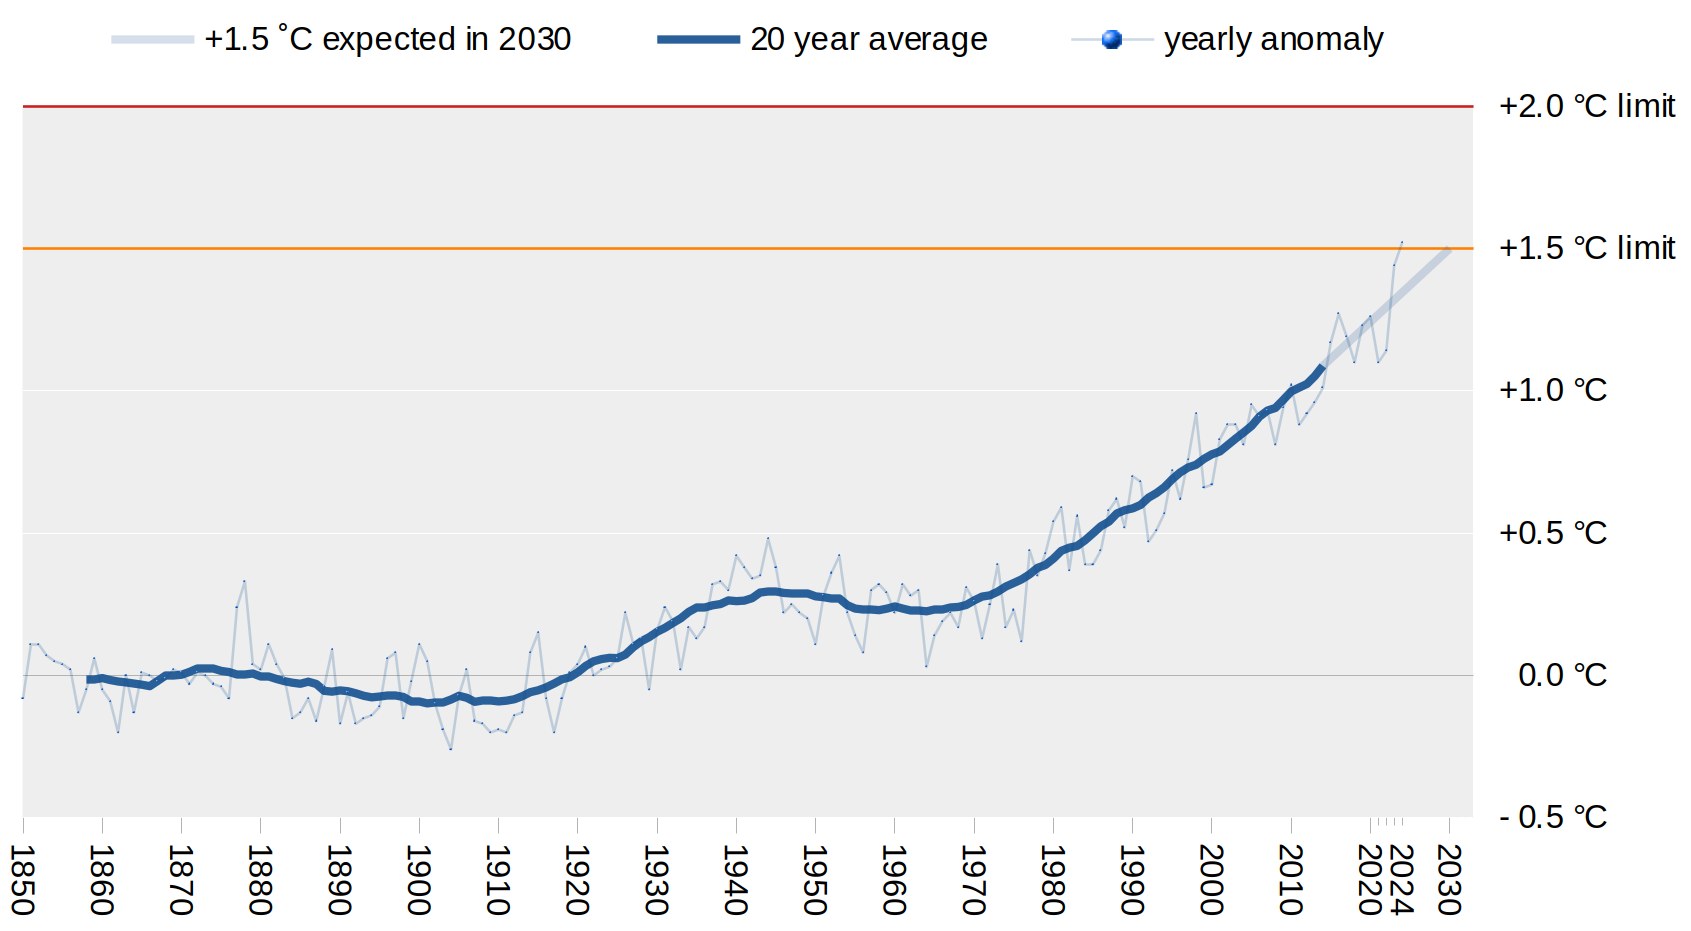 +1.5 ˚C expected in 2030
20 year average
yearly anomaly
+2.0 °C limit
+1.5 °C limit
+1.0 °C
+0.5 °C
0.0 °C
- 0.5 °C
1850
1860
1870
1880
1890
1900
1910
1920
1930
1940
1950
1960
1970
1980
1990
2000
2010
2020
2024
2030